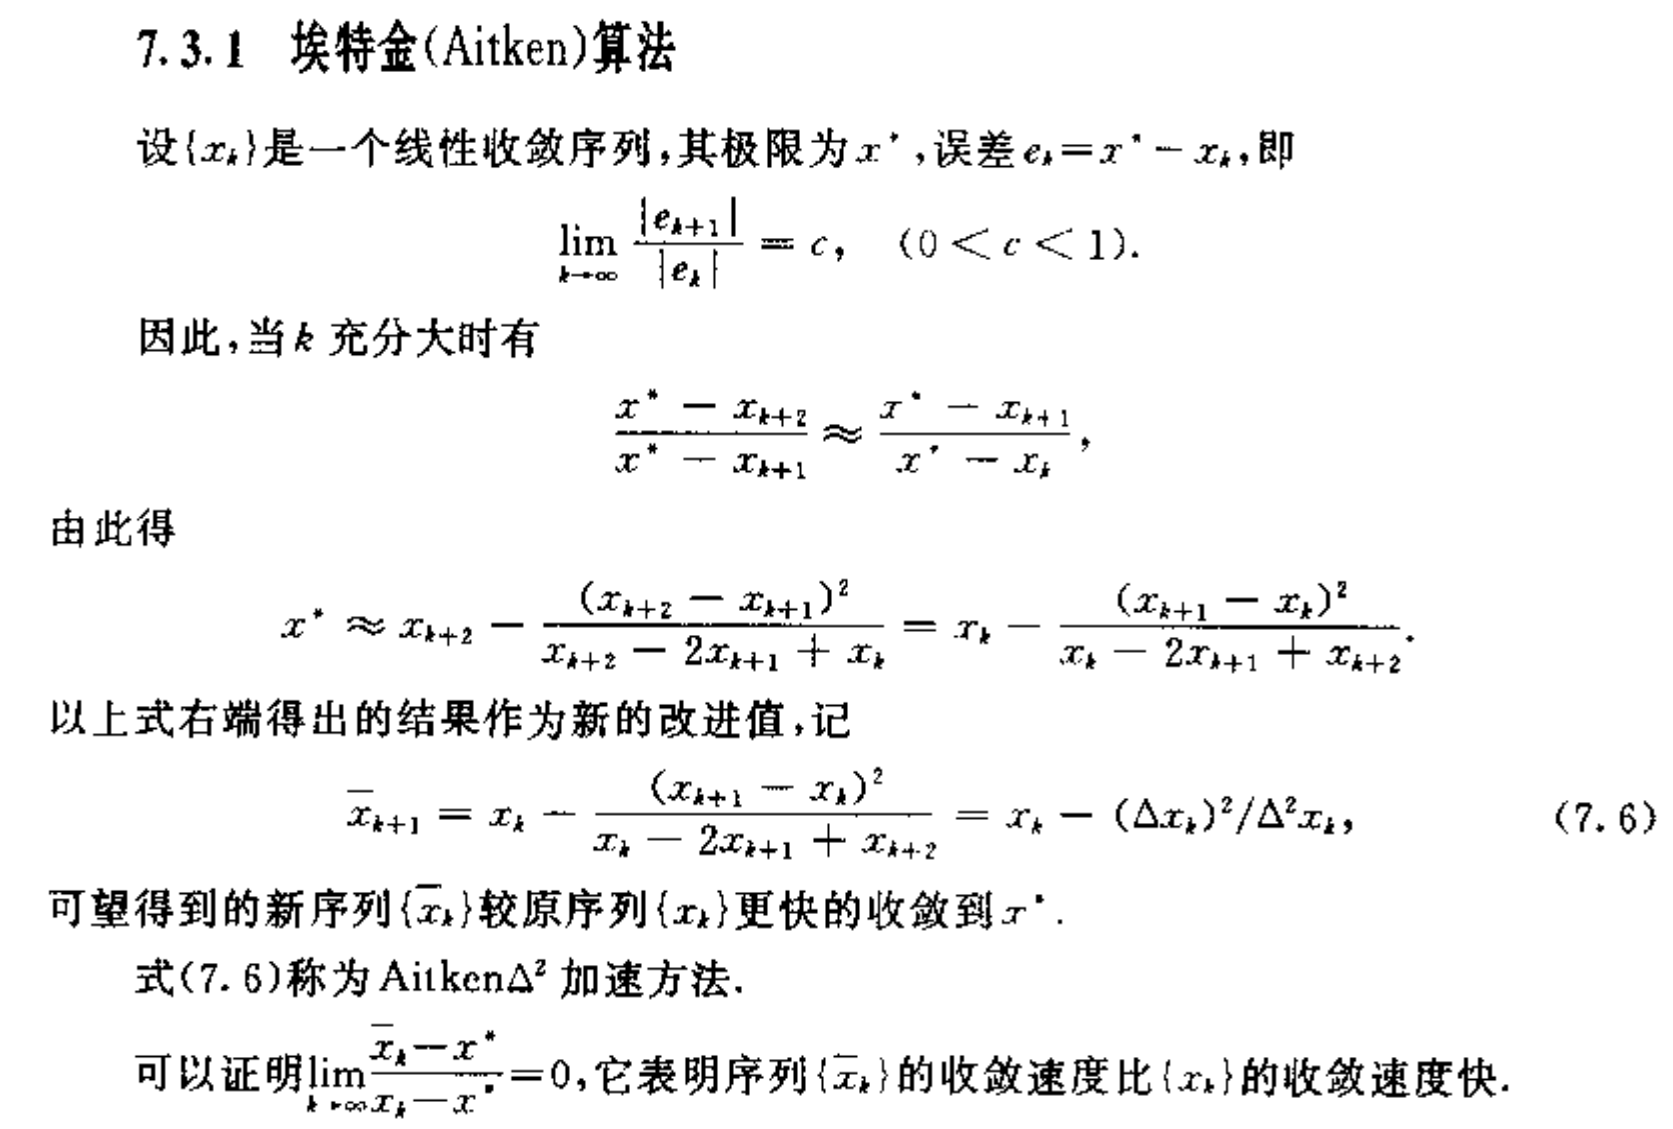 7.3.1 埃特金(Aitken)算法
设{x_k}是一个线性收敛序列,其极限为x*,误差e_k=x*-x_k,即
lim_{k→∞} |e_{k+1}|/|e_k| = c, (0<c<1).
因此,当k充分大时有
(x*-x_{k+2})/(x*-x_{k+1}) ≈ (x*-x_{k+1})/(x*-x_k),
由此得
x* ≈ x_{k+2} - (x_{k+2}-x_{k+1})²/(x_{k+2}-2x_{k+1}+x_k) = x_k - (x_{k+1}-x_k)²/(x_k-2x_{k+1}+x_{k+2}).
以上式右端得出的结果作为新的改进值,记
x̄_{k+1} = x_k - (x_{k+1}-x_k)²/(x_k-2x_{k+1}+x_{k+2}) = x_k - (Δx_k)²/Δ²x_k, (7.6)
可望得到的新序列{x̄_k}较原序列{x_k}更快的收敛到x*.
式(7.6)称为AitkenΔ²加速方法.
可以证明lim_{k→∞} (x̄_k-x*)/(x_k-x*)=0,它表明序列{x̄_k}的收敛速度比{x_k}的收敛速度快.